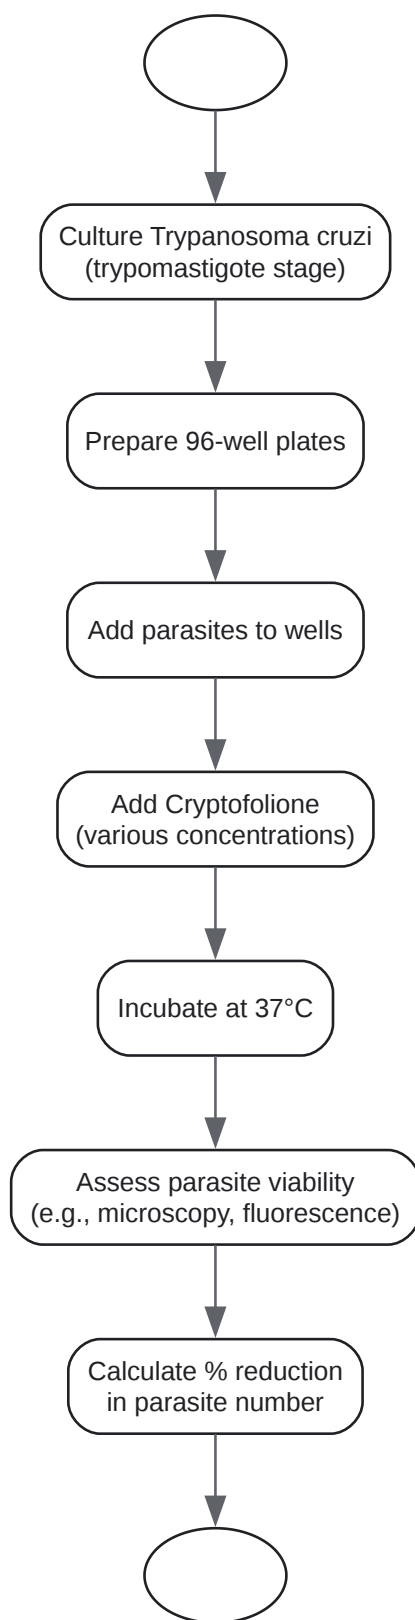 Culture Trypanosoma cruzi
(trypomastigote stage)
Prepare 96-well plates
Add parasites to wells
Add Cryptofolione
(various concentrations)
Incubate at 37°C
Assess parasite viability
(e.g., microscopy, fluorescence)
Calculate % reduction
in parasite number